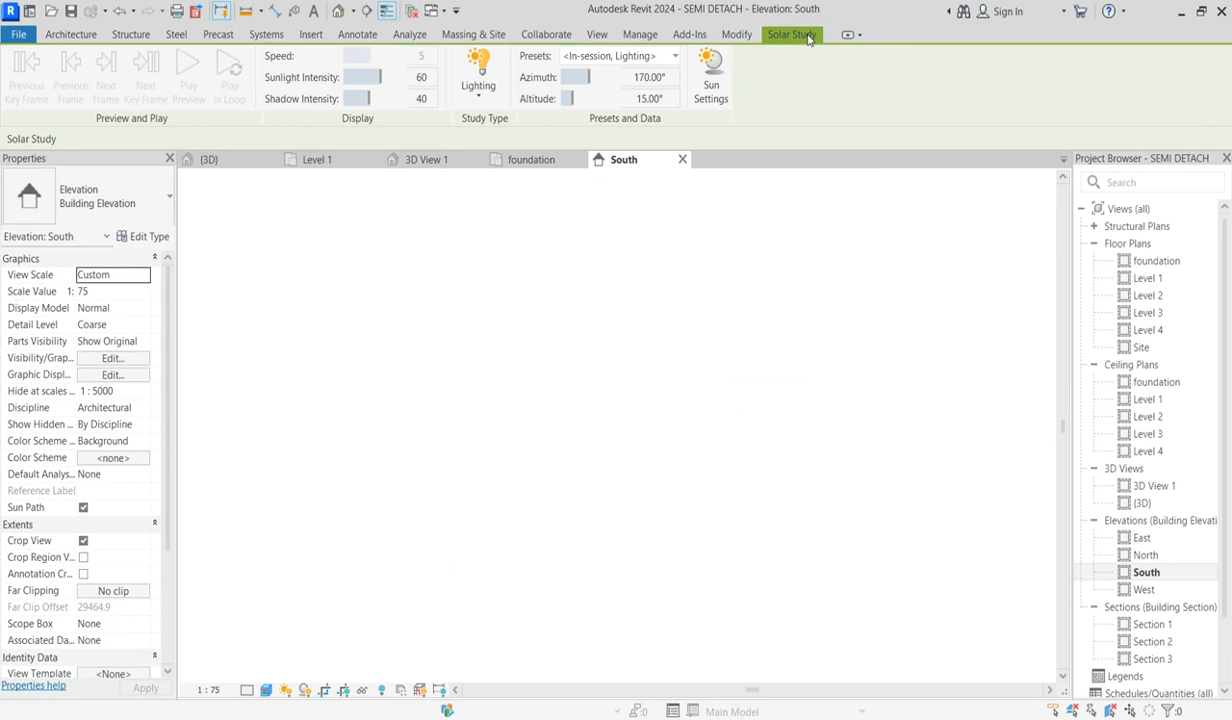 Autodesk Revit 2024 - SEMI DETACH - Elevation: South
Sign In
File Architecture Structure Steel Precast Systems Insert Annotate Analyze Massing & Site Collaborate View Manage Add-Ins Modify Solar Study
Previous Key Frame
Previous Frame
Next Frame
Next Key Frame
Play Preview
Play in Loop
Speed: 5
Sunlight Intensity: 60
Shadow Intensity: 40
Lighting
Presets: <In-session, Lighting>
Azimuth: 170.00°
Altitude: 15.00°
Sun Settings
Preview and Play Display Study Type Presets and Data
Solar Study
Properties
{3D} Level 1 3D View 1 foundation South
Elevation
Building Elevation
Elevation: South Edit Type
Graphics
View Scale Custom
Scale Value 1: 75
Display Model Normal
Detail Level Coarse
Parts Visibility Show Original
Visibility/Grap... Edit...
Graphic Displ... Edit...
Hide at scales ... 1 : 5000
Discipline Architectural
Show Hidden ... By Discipline
Color Scheme ... Background
Color Scheme <none>
Default Analys... None
Reference Label
Sun Path
Extents
Crop View
Crop Region V...
Annotation Cr...
Far Clipping No clip
Far Clip Offset 29464.9
Scope Box None
Associated Da... None
Identity Data
View Template <None>
Properties help Apply
1 : 75
:0 Main Model :0
Project Browser - SEMI DETACH
Search
Views (all)
Structural Plans
Floor Plans
foundation
Level 1
Level 2
Level 3
Level 4
Site
Ceiling Plans
foundation
Level 1
Level 2
Level 3
Level 4
3D Views
3D View 1
{3D}
Elevations (Building Elevati
East
North
South
West
Sections (Building Section)
Section 1
Section 2
Section 3
Legends
Schedules/Quantities (all)